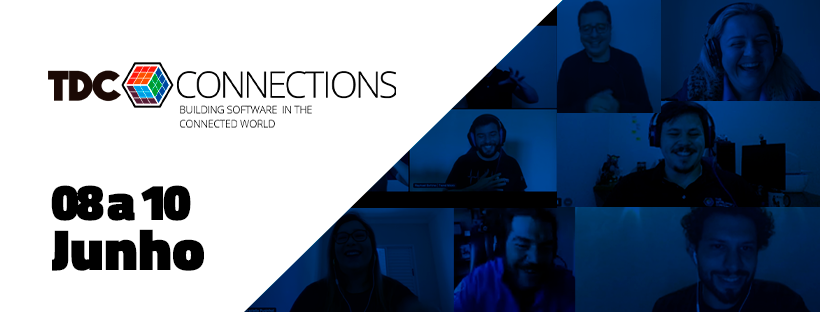 TDC CONNECTIONS
BUILDING SOFTWARE IN THE
CONNECTED WORLD
08 a 10
Junho